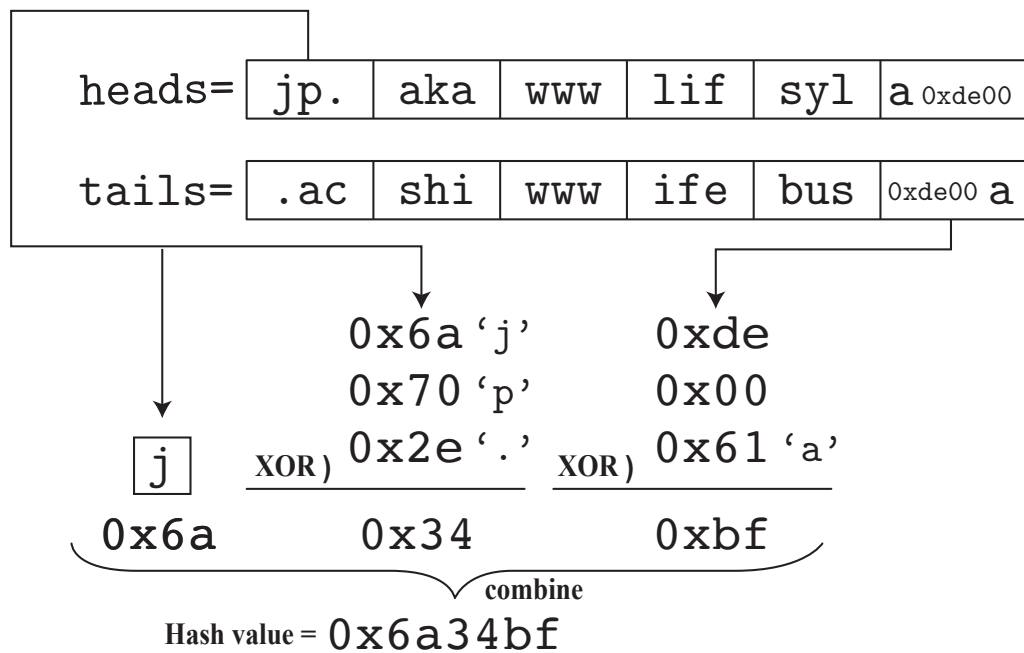 heads= jp. aka www lif syl a 0xde00
tails= .ac shi www ife bus 0xde00 a
0x6a ‘j’ 0xde
0x70 ‘p’ 0x00
j XOR ) 0x2e ‘.’ XOR ) 0x61 ‘a’
0x6a 0x34 0xbf
combine
Hash value = 0x6a34bf